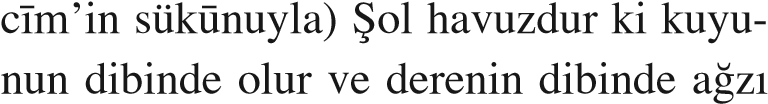 cīm’in sükūnuyla) Şol havuzdur ki kuyu-
nun dibinde olur ve derenin dibinde ağzı